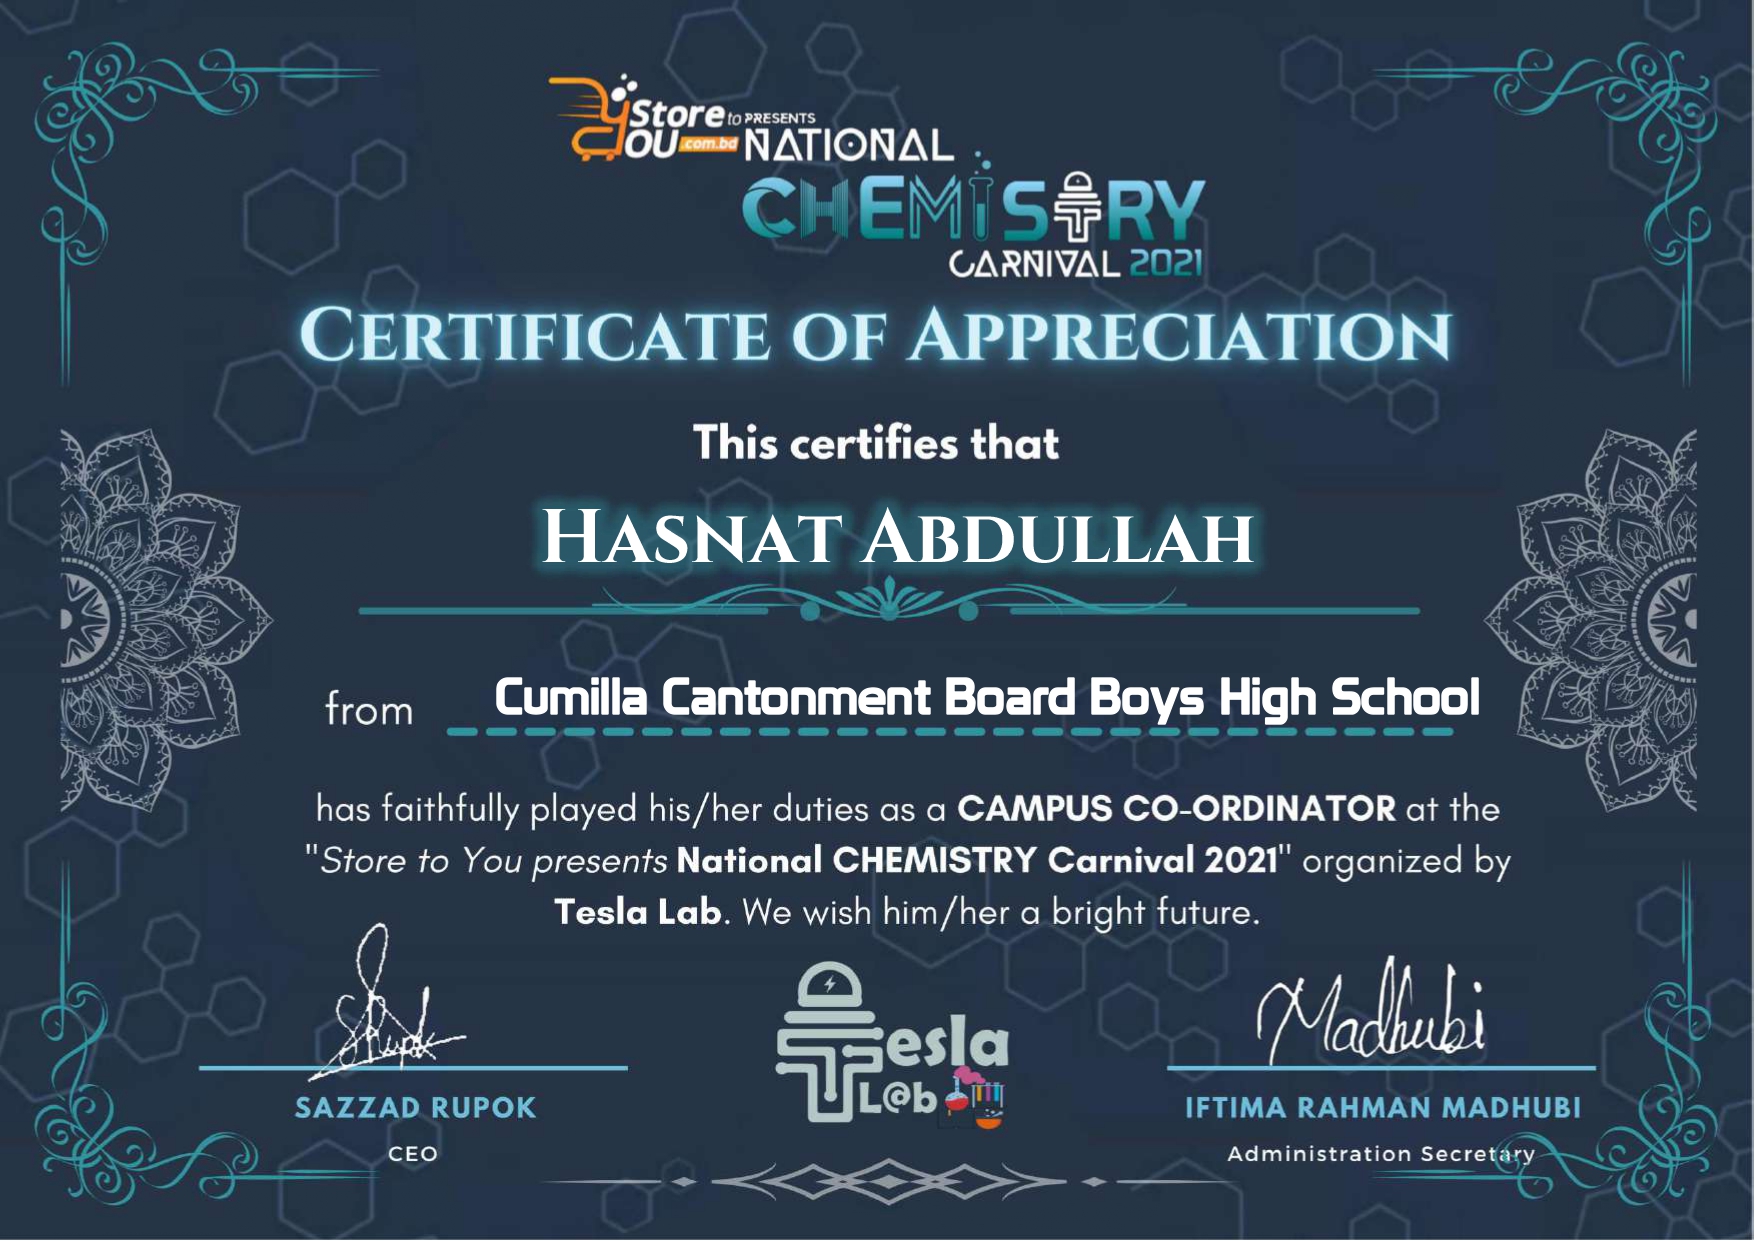 Store to PRESENTS
YOU .com.bd NATIONAL
CHEMISTRY
CARNIVAL 2021
CERTIFICATE OF APPRECIATION
This certifies that
HASNAT ABDULLAH
from Cumilla Cantonment Board Boys High School
has faithfully played his/her duties as a CAMPUS CO-ORDINATOR at the
"Store to You presents National CHEMISTRY Carnival 2021" organized by
Tesla Lab. We wish him/her a bright future.
SRupok
Madhubi
Tesla
L@b
SAZZAD RUPOK
IFTIMA RAHMAN MADHUBI
CEO
Administration Secretary